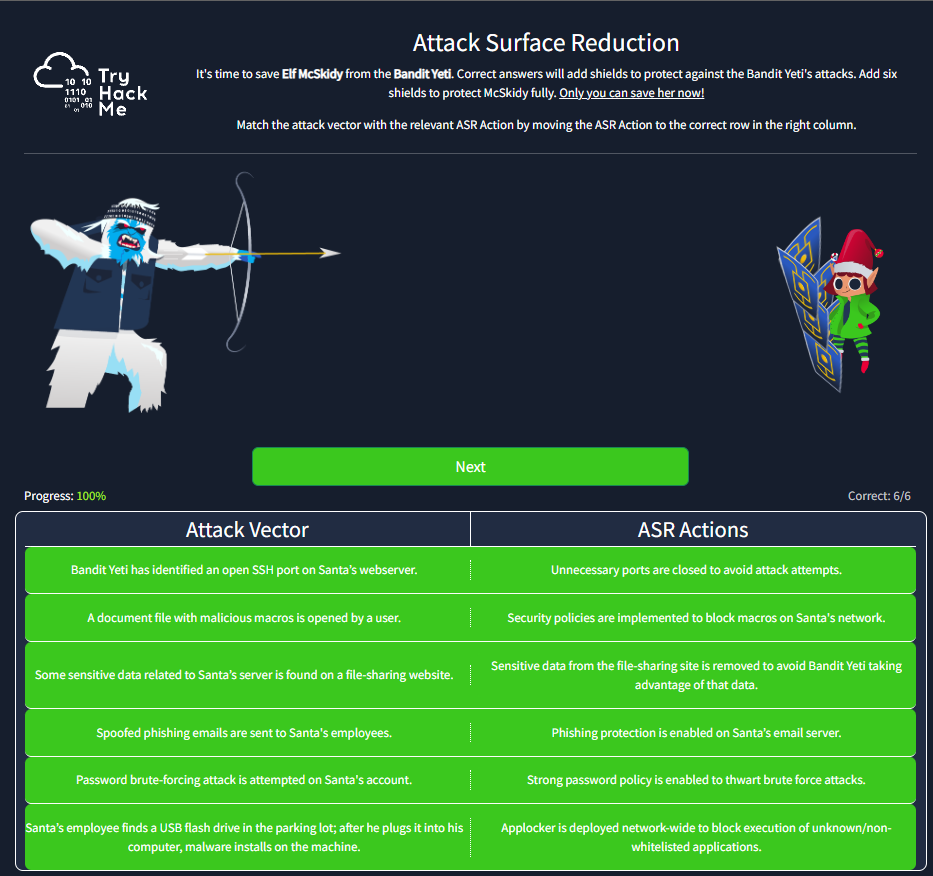 Attack Surface Reduction
It's time to save Elf McSkidy from the Bandit Yeti. Correct answers will add shields to protect against the Bandit Yeti's attacks. Add six
shields to protect McSkidy fully. Only you can save her now!
Match the attack vector with the relevant ASR Action by moving the ASR Action to the correct row in the right column.
10 10
1110
0101 01
01 010
01
Try
Hack
Me
Next
Progress: 100%
Correct: 6/6
Attack Vector
ASR Actions
Bandit Yeti has identified an open SSH port on Santa's webserver.
Unnecessary ports are closed to avoid attack attempts.
A document file with malicious macros is opened by a user.
Security policies are implemented to block macros on Santa's network.
Some sensitive data related to Santa's server is found on a file-sharing website.
Sensitive data from the file-sharing site is removed to avoid Bandit Yeti taking
advantage of that data.
Spoofed phishing emails are sent to Santa's employees.
Phishing protection is enabled on Santa's email server.
Password brute-forcing attack is attempted on Santa's account.
Strong password policy is enabled to thwart brute force attacks.
Santa's employee finds a USB flash drive in the parking lot; after he plugs it into his
computer, malware installs on the machine.
Applocker is deployed network-wide to block execution of unknown/non-
whitelisted applications.